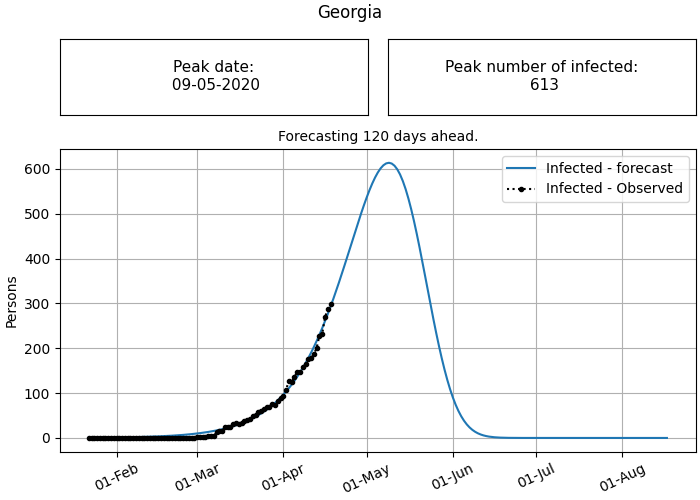 Georgia
Peak date:
09-05-2020
Peak number of infected:
613
Forecasting 120 days ahead.
Infected - forecast
Infected - Observed
Persons
600
500
400
300
200
100
0
01-Feb
01-Mar
01-Apr
01-May
01-Jun
01-Jul
01-Aug